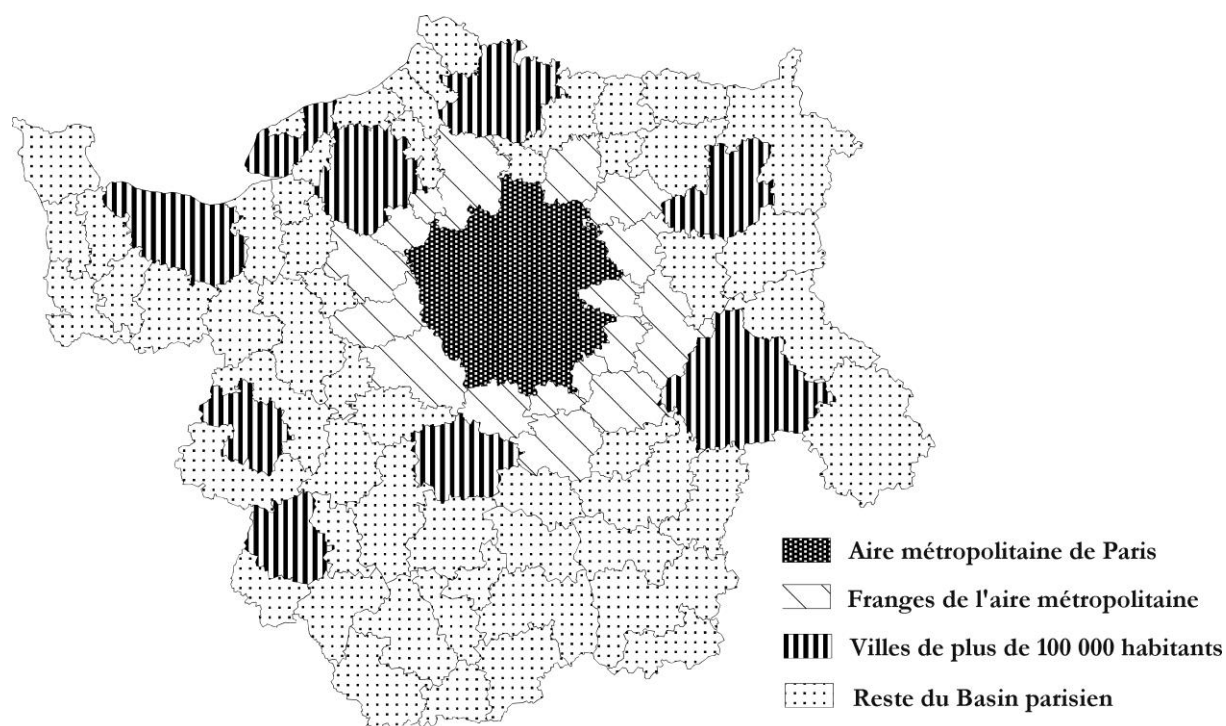 Aire métropolitaine de Paris
Franges de l'aire métropolitaine
Villes de plus de 100 000 habitants
Reste du Basin parisien